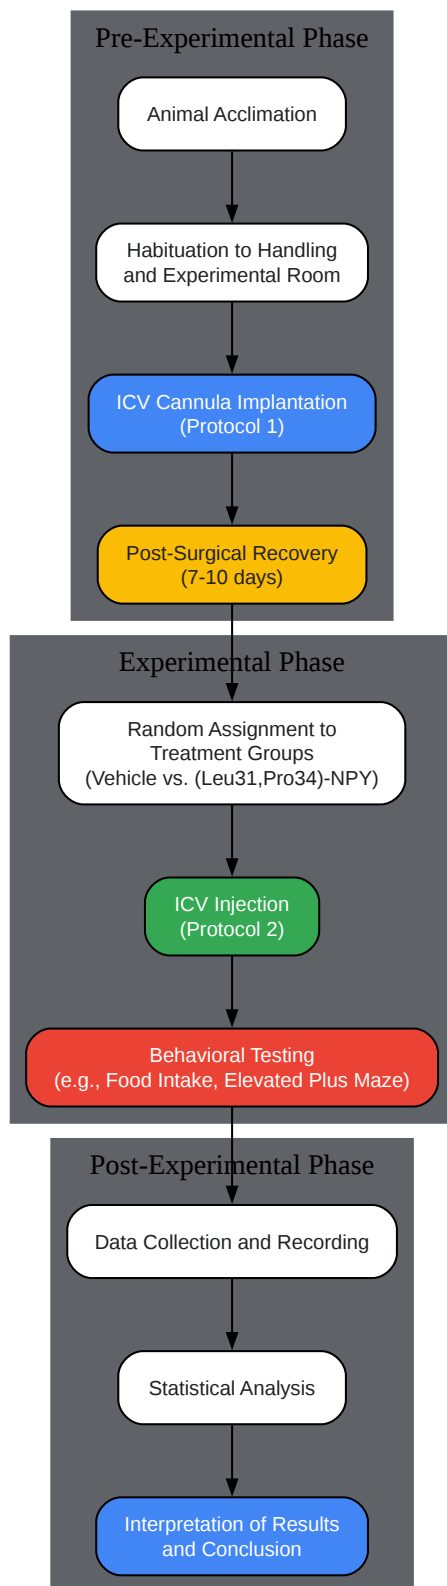 Pre-Experimental Phase
Animal Acclimation
Habituation to Handling
and Experimental Room
ICV Cannula Implantation
(Protocol 1)
Post-Surgical Recovery
(7-10 days)
Experimental Phase
Random Assignment to
Treatment Groups
(Vehicle vs. (Leu31,Pro34)-NPY)
ICV Injection
(Protocol 2)
Behavioral Testing
(e.g., Food Intake, Elevated Plus Maze)
Post-Experimental Phase
Data Collection and Recording
Statistical Analysis
Interpretation of Results
and Conclusion